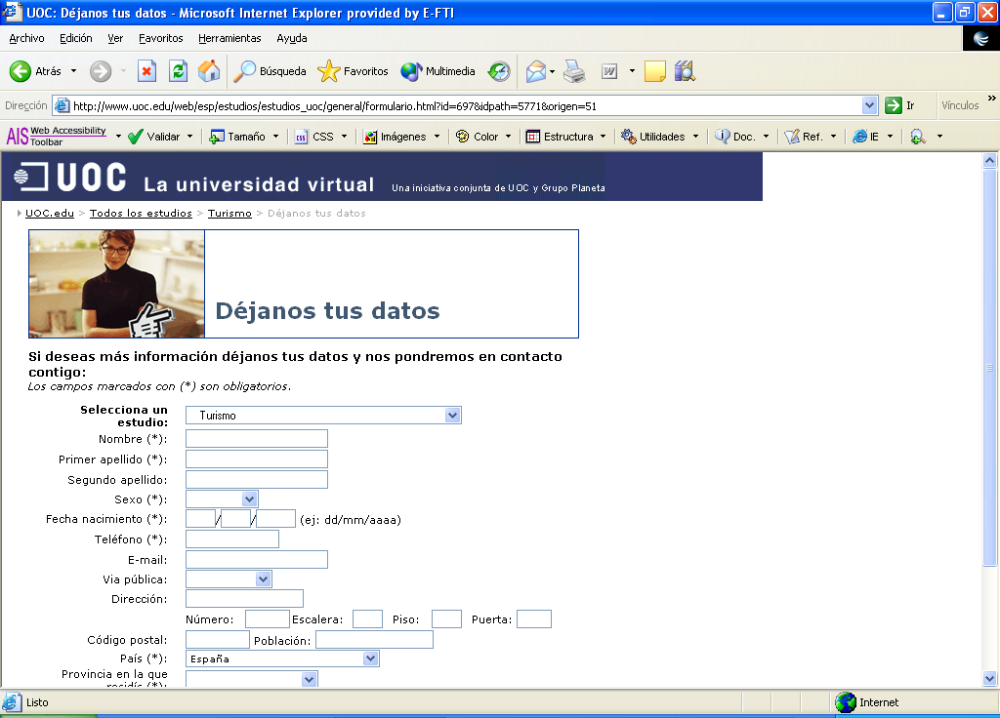 UOC: Déjanos tus datos - Microsoft Internet Explorer provided by E-FTI
Archivo Edición Ver Favoritos Herramientas Ayuda
Atrás Búsqueda Favoritos Multimedia
Dirección http://www.uoc.edu/web/esp/estudios/estudios_uoc/general/formulario.html?id=697&idpath=5771&origen=51 Ir Vínculos »
AIS Web Accessibility Toolbar Validar Tamaño CSS Imágenes Color Estructura Utilidades Doc. Ref. IE
UOC La universidad virtual Una iniciativa conjunta de UOC y Grupo Planeta
UOC.edu > Todos los estudios > Turismo > Déjanos tus datos
Déjanos tus datos
Si deseas más información déjanos tus datos y nos pondremos en contacto
contigo:
Los campos marcados con (*) son obligatorios.
Selecciona un
estudio: Turismo
Nombre (*):
Primer apellido (*):
Segundo apellido:
Sexo (*):
Fecha nacimiento (*): / / (ej: dd/mm/aaaa)
Teléfono (*):
E-mail:
Via pública:
Dirección:
Número: Escalera: Piso: Puerta:
Código postal: Población:
País (*): España
Provincia en la que
residís (*):
Listo Internet